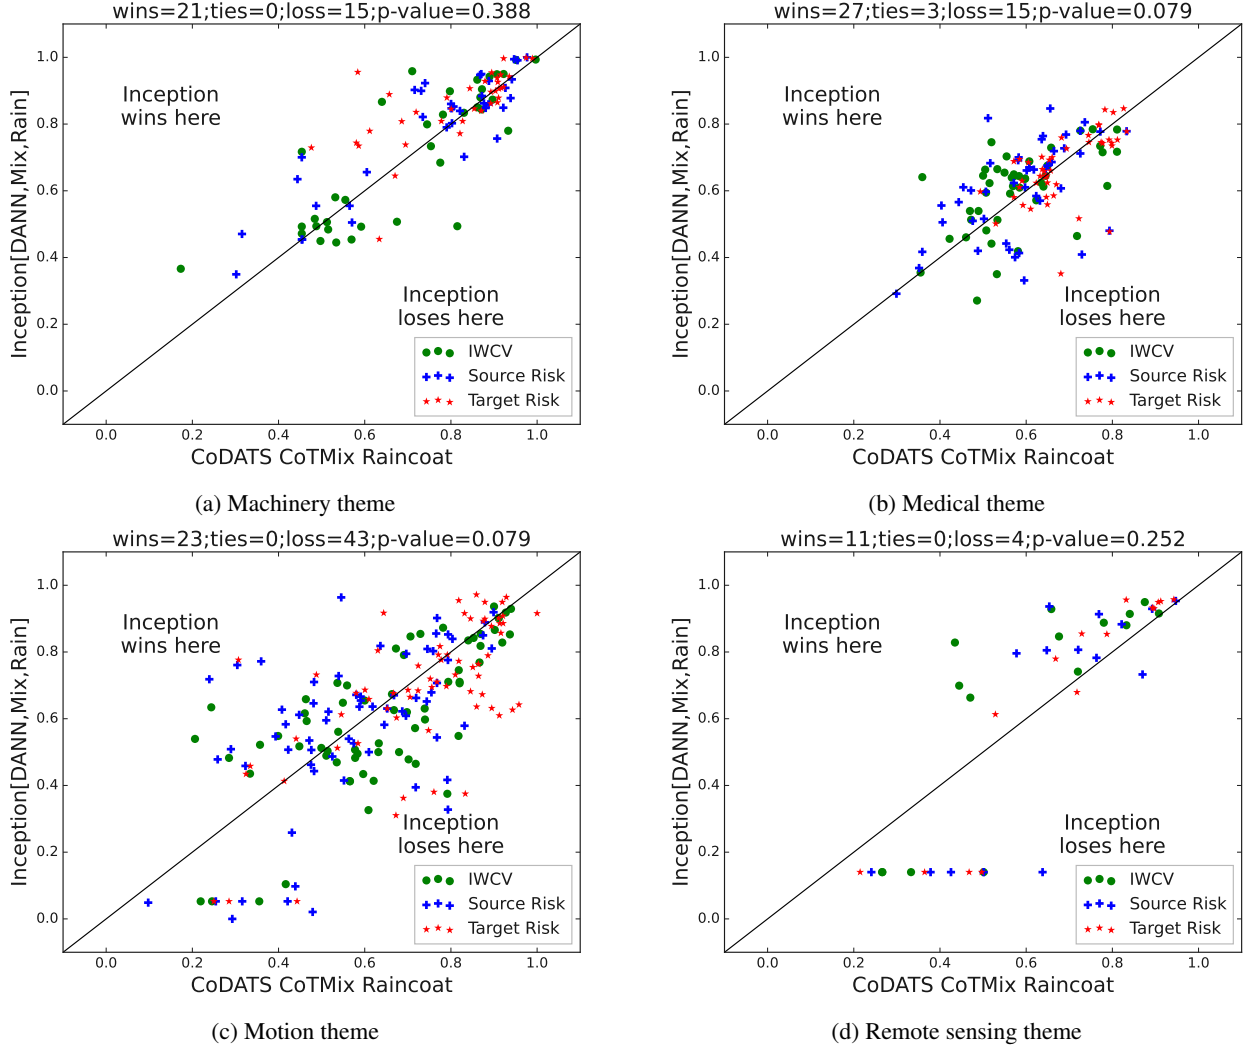 wins=21;ties=0;loss=15;p-value=0.388
Inception[DANN,Mix,Rain]
1.0
0.8
0.6
0.4
0.2
0.0
Inception
wins here
Inception
loses here
IWCV
Source Risk
Target Risk
0.0 0.2 0.4 0.6 0.8 1.0
CoDATS CoTMix Raincoat
(a) Machinery theme
wins=27;ties=3;loss=15;p-value=0.079
Inception[DANN,Mix,Rain]
1.0
0.8
0.6
0.4
0.2
0.0
Inception
wins here
Inception
loses here
IWCV
Source Risk
Target Risk
0.0 0.2 0.4 0.6 0.8 1.0
CoDATS CoTMix Raincoat
(b) Medical theme
wins=23;ties=0;loss=43;p-value=0.079
Inception[DANN,Mix,Rain]
1.0
0.8
0.6
0.4
0.2
0.0
Inception
wins here
Inception
loses here
IWCV
Source Risk
Target Risk
0.0 0.2 0.4 0.6 0.8 1.0
CoDATS CoTMix Raincoat
(c) Motion theme
wins=11;ties=0;loss=4;p-value=0.252
Inception[DANN,Mix,Rain]
1.0
0.8
0.6
0.4
0.2
0.0
Inception
wins here
Inception
loses here
IWCV
Source Risk
Target Risk
0.0 0.2 0.4 0.6 0.8 1.0
CoDATS CoTMix Raincoat
(d) Remote sensing theme